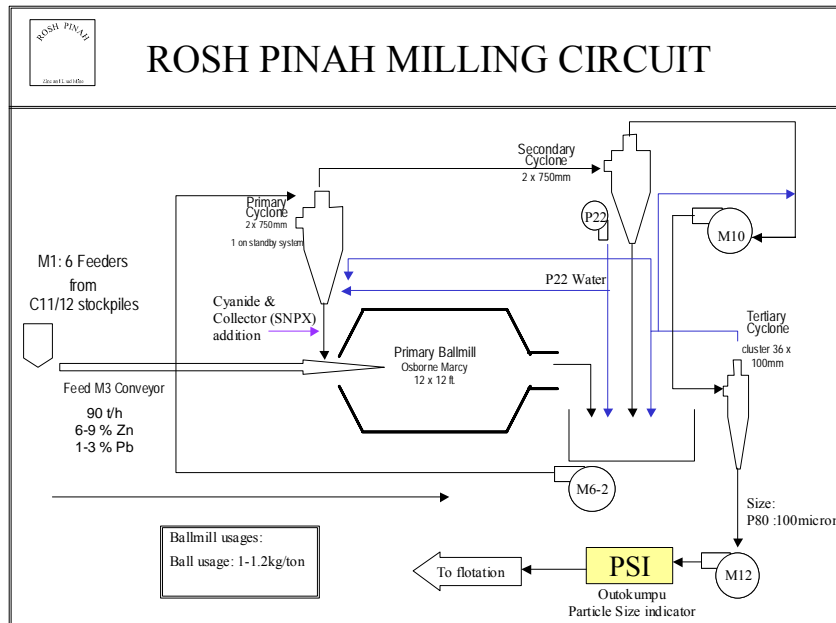 ROSH PINAH
Zinc and Lead Mine
ROSH PINAH MILLING CIRCUIT
Secondary
Cyclone
2 x 750mm
Primary
Cyclone
2 x 750mm
1 on standby system
P22
M10
M1: 6 Feeders
from
C11/12 stockpiles
P22 Water
Cyanide &
Collector (SNPX)
addition
Tertiary
Cyclone
cluster 36 x
100mm
Primary Ballmill
Osborne Marcy
12 x 12 ft.
Feed M3 Conveyor
90 t/h
6-9 % Zn
1-3 % Pb
M6-2
Size:
P80 :100micron
Ballmill usages:
Ball usage: 1-1.2kg/ton
To flotation
PSI
M12
Outokumpu
Particle Size indicator